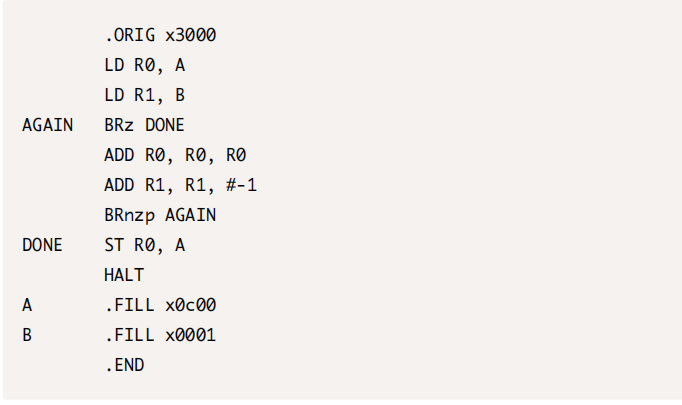 .ORIG x3000
LD R0, A
LD R1, B
AGAIN BRz DONE
ADD R0, R0, R0
ADD R1, R1, #-1
BRnzp AGAIN
DONE ST R0, A
HALT
A .FILL x0c00
B .FILL x0001
.END